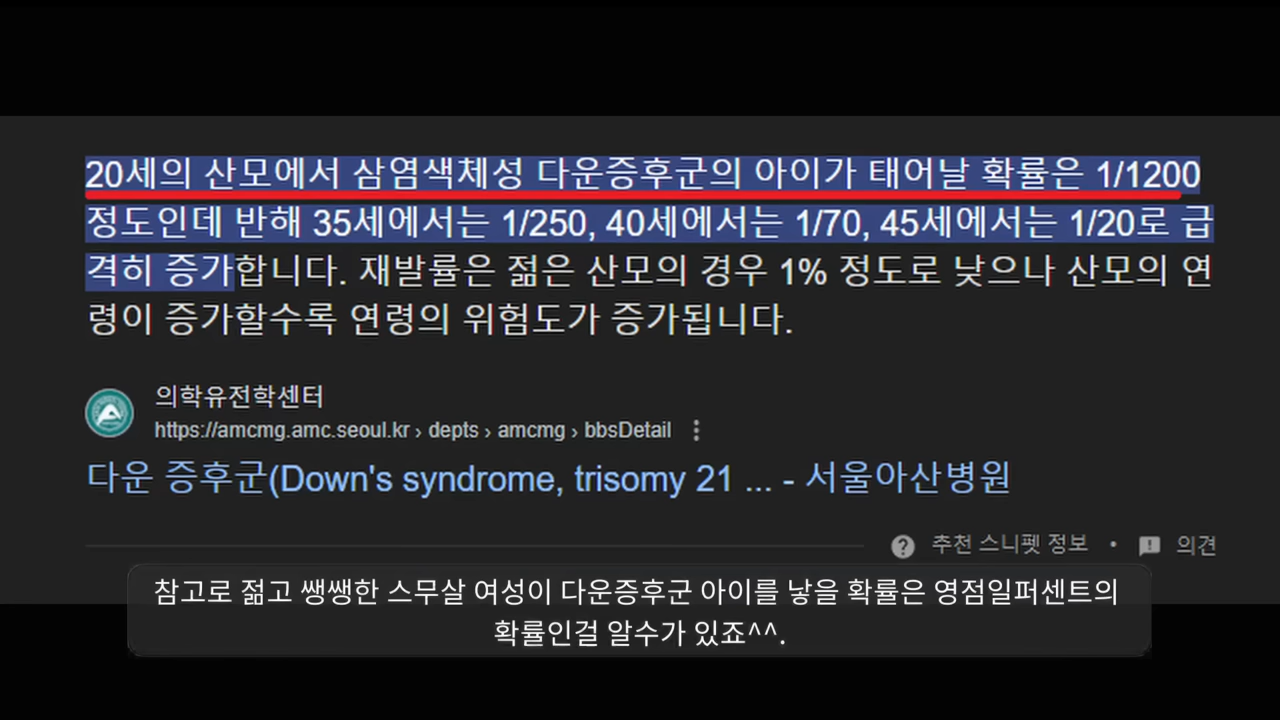 20세의 산모에서 삼염색체성 다운증후군의 아이가 태어날 확률은 1/1200
정도인데 반해 35세에서는 1/250, 40세에서는 1/70, 45세에서는 1/20로 급
격히 증가합니다. 재발률은 젊은 산모의 경우 1% 정도로 낮으나 산모의 연
령이 증가할수록 연령의 위험도가 증가됩니다.
의학유전학센터
https://amcmg.amc.seoul.kr › depts › amcmg › bbsDetail
다운 증후군(Down's syndrome, trisomy 21 ... - 서울아산병원
추천 스니펫 정보 • 의견
참고로 젊고 쌩쌩한 스무살 여성이 다운증후군 아이를 낳을 확률은 영점일퍼센트의
확률인걸 알수가 있죠^^.